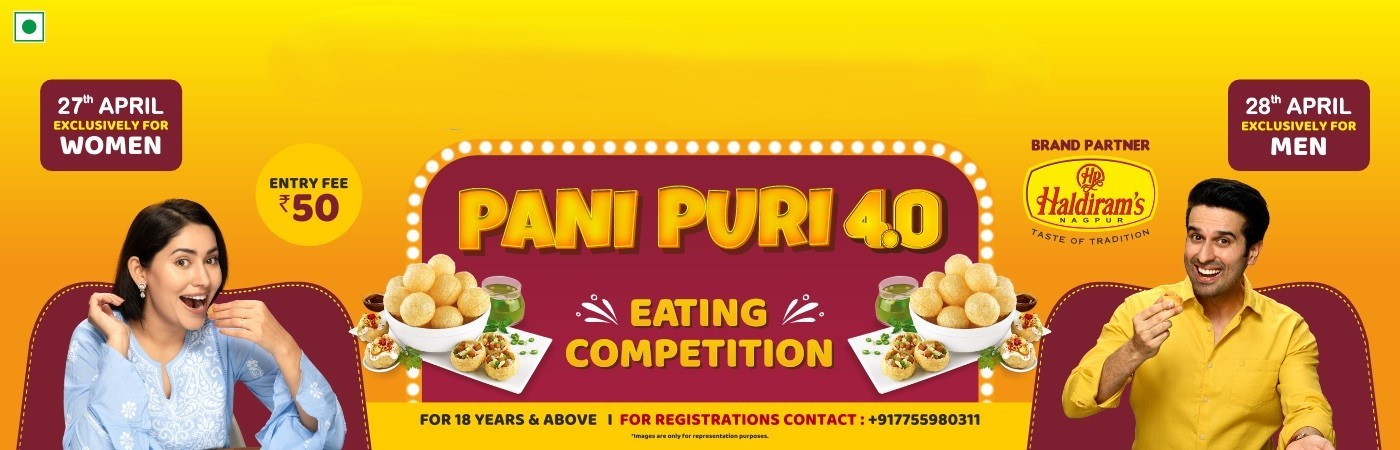 27th APRIL
EXCLUSIVELY FOR
WOMEN
ENTRY FEE
₹50
PANI PURI 4.0
EATING
COMPETITION
BRAND PARTNER
HR
Haldiram's
NAGPUR
TASTE OF TRADITION
28th APRIL
EXCLUSIVELY FOR
MEN
FOR 18 YEARS & ABOVE I FOR REGISTRATIONS CONTACT : +917755980311
*Images are only for representation purposes.